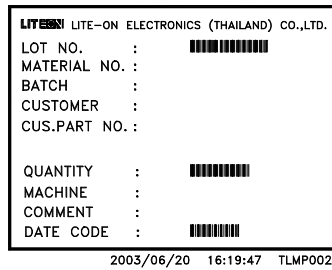 LITEON LITE-ON ELECTRONICS (THAILAND) CO.,LTD.
LOT NO. :
MATERIAL NO. :
BATCH :
CUSTOMER :
CUS.PART NO. :
QUANTITY :
MACHINE :
COMMENT :
DATE CODE :
2003/06/20 16:19:47 TLMP002